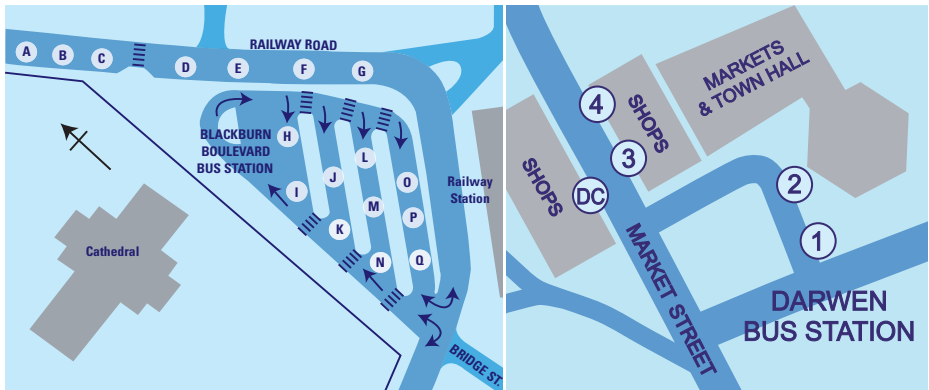 RAILWAY ROAD
A
B
C
D
E
F
G
BLACKBURN
BOULEVARD
BUS STATION
H
I
J
K
L
M
N
O
P
Q
Railway
Station
Cathedral
BRIDGE ST.
4
3
DC
2
1
SHOPS
SHOPS
MARKETS
& TOWN HALL
MARKET STREET
DARWEN
BUS STATION